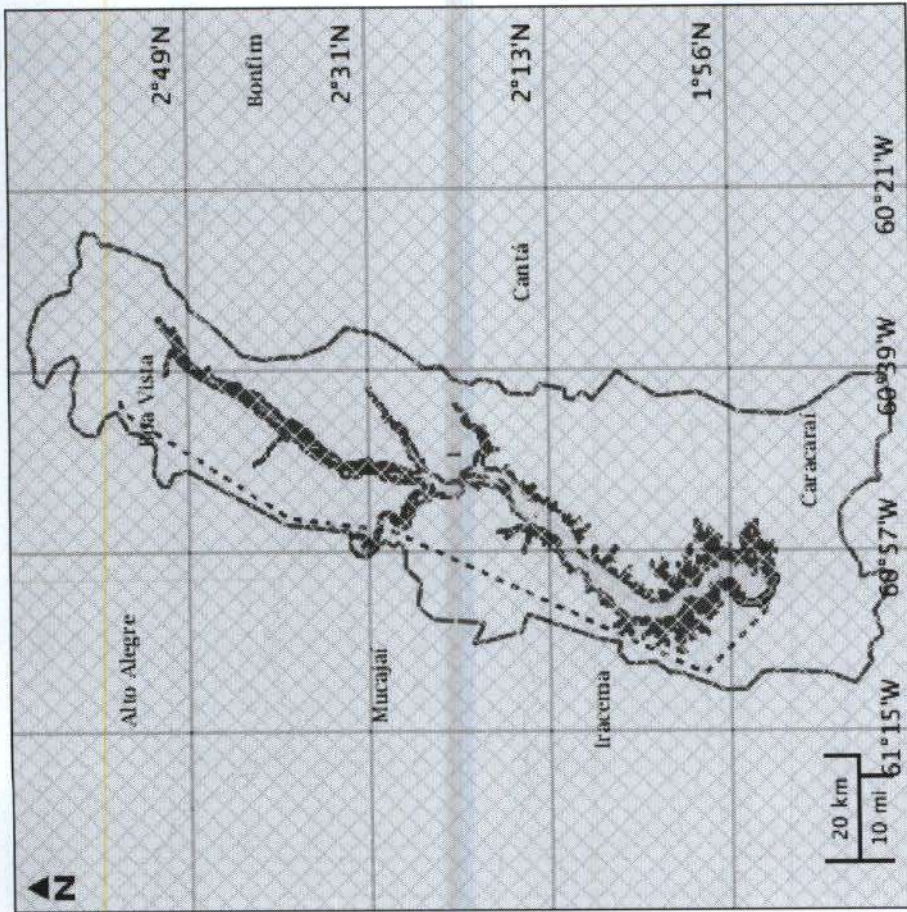 N
Alto Alegre
Boa Vista
2°49'N
Bonfim
Mucajaí
2°31'N
Cantá
2°13'N
Iracema
1°56'N
Caracaraí
20 km
10 mi
61°15'W
60°57'W
60°39'W
60°21'W